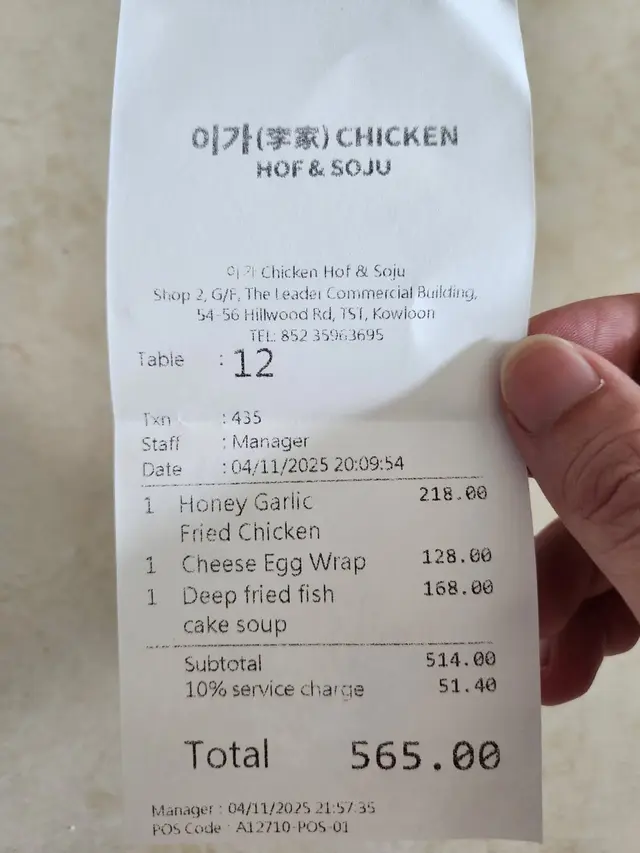 이가(李家) CHICKEN
HOF & SOJU
이가 Chicken Hof & Soju
Shop 2, G/F, The Leader Commercial Building,
54-56 Hillwood Rd, TST, Kowloon
TEL: 852 35963695
Table : 12
Txn : 435
Staff : Manager
Date : 04/11/2025 20:09:54
1 Honey Garlic 218.00
Fried Chicken
1 Cheese Egg Wrap 128.00
1 Deep fried fish 168.00
cake soup
Subtotal 514.00
10% service charge 51.40
Total 565.00
Manager : 04/11/2025 21:57:35
POS Code : A12710-POS-01